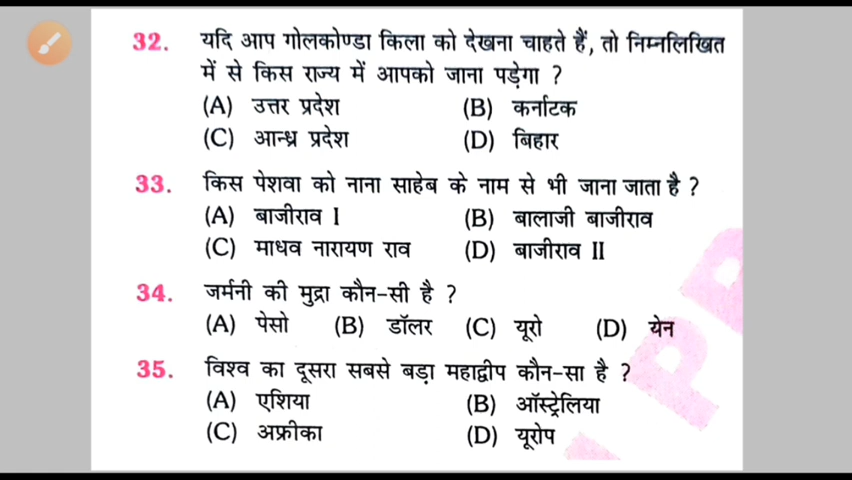 32. यदि आप गोलकोण्डा किला को देखना चाहते हैं, तो निम्नलिखित
में से किस राज्य में आपको जाना पड़ेगा ?
(A) उत्तर प्रदेश (B) कर्नाटक
(C) आन्ध्र प्रदेश (D) बिहार
33. किस पेशवा को नाना साहेब के नाम से भी जाना जाता है ?
(A) बाजीराव I (B) बालाजी बाजीराव
(C) माधव नारायण राव (D) बाजीराव II
34. जर्मनी की मुद्रा कौन-सी है ?
(A) पेसो (B) डॉलर (C) यूरो (D) येन
35. विश्व का दूसरा सबसे बड़ा महाद्वीप कौन-सा है ?
(A) एशिया (B) ऑस्ट्रेलिया
(C) अफ्रीका (D) यूरोप